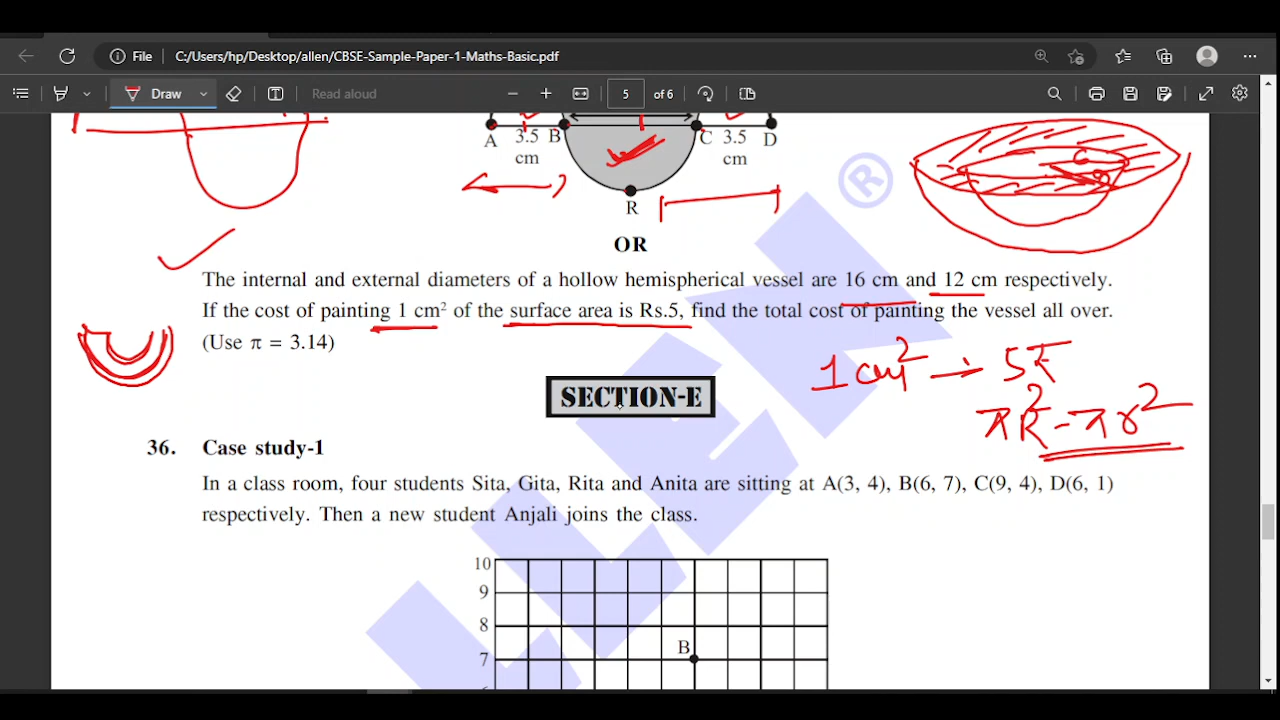 File C:/Users/hp/Desktop/allen/CBSE-Sample-Paper-1-Maths-Basic.pdf
Draw Read aloud 5 of 6
A 3.5 B C 3.5 D
cm cm
R
OR
The internal and external diameters of a hollow hemispherical vessel are 16 cm and 12 cm respectively.
If the cost of painting 1 cm² of the surface area is Rs.5, find the total cost of painting the vessel all over.
(Use π = 3.14)
1 cm² → 5₹
πR² - πr²
SECTION-E
36. Case study-1
In a class room, four students Sita, Gita, Rita and Anita are sitting at A(3, 4), B(6, 7), C(9, 4), D(6, 1)
respectively. Then a new student Anjali joins the class.
10
9
8
B
7
ALLEN ®